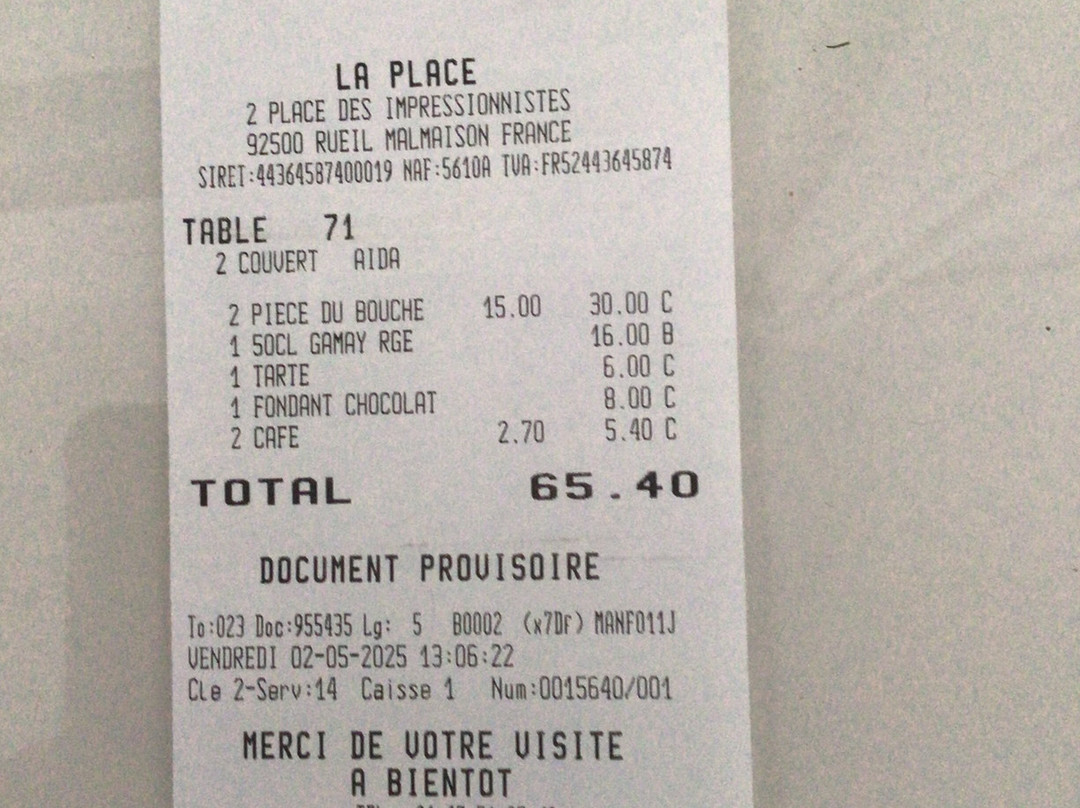 LA PLACE
2 PLACE DES IMPRESSIONNISTES
92500 RUEIL MALMAISON FRANCE
SIRET:44364587400019 NAF:5610A TVA:FR52443645874
TABLE 71
2 COUVERT AIDA
2 PIECE DU BOUCHE 15.00 30.00 C
1 50CL GAMAY RGE 16.00 B
1 TARTE 6.00 C
1 FONDANT CHOCOLAT 8.00 C
2 CAFE 2.70 5.40 C
TOTAL 65.40
DOCUMENT PROVISOIRE
To:023 Doc:955435 Lg: 5 B0002 (x7Df) MANF011J
VENDREDI 02-05-2025 13:06:22
Cle 2-Serv:14 Caisse 1 Num:0015640/001
MERCI DE VOTRE VISITE
A BIENTOT